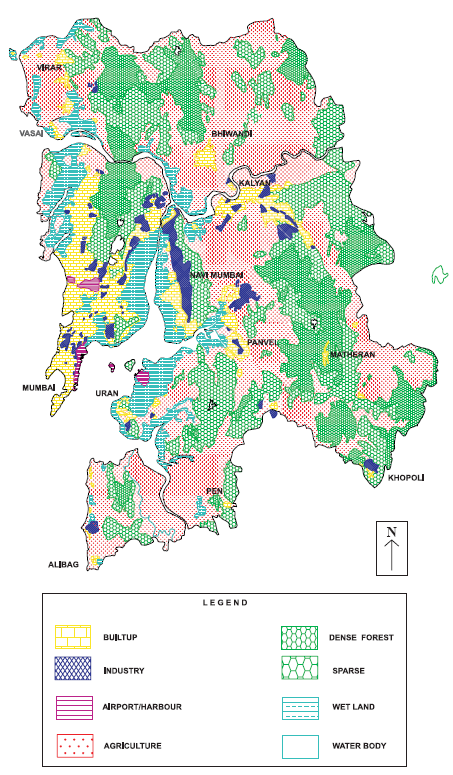 VIRAR
VASAI
BHIWANDI
KALYAN
NAVI MUMBAI
PANVEL
MATHERAN
MUMBAI
URAN
KHOPOLI
PEN
ALIBAG
N
LEGEND
BUILTUP
DENSE FOREST
INDUSTRY
SPARSE
AIRPORT/HARBOUR
WET LAND
AGRICULTURE
WATER BODY